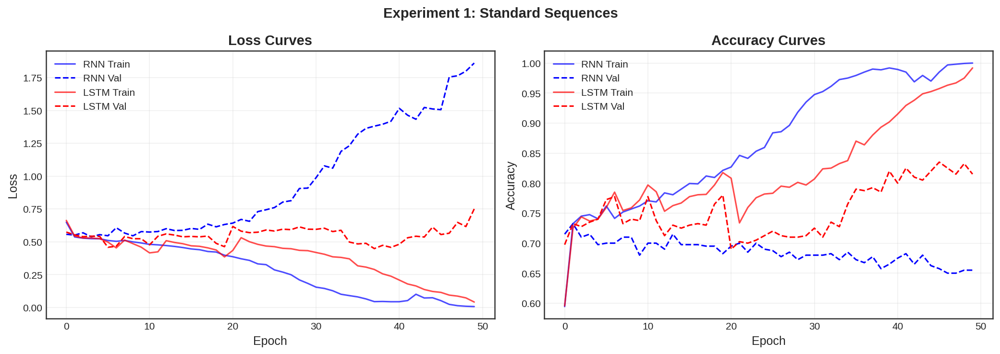 Experiment 1: Standard Sequences
Loss Curves
RNN Train
RNN Val
LSTM Train
LSTM Val
1.75
1.50
1.25
1.00
0.75
0.50
0.25
0.00
Loss
0 10 20 30 40 50
Epoch
Accuracy Curves
RNN Train
RNN Val
LSTM Train
LSTM Val
1.00
0.95
0.90
0.85
0.80
0.75
0.70
0.65
0.60
Accuracy
0 10 20 30 40 50
Epoch